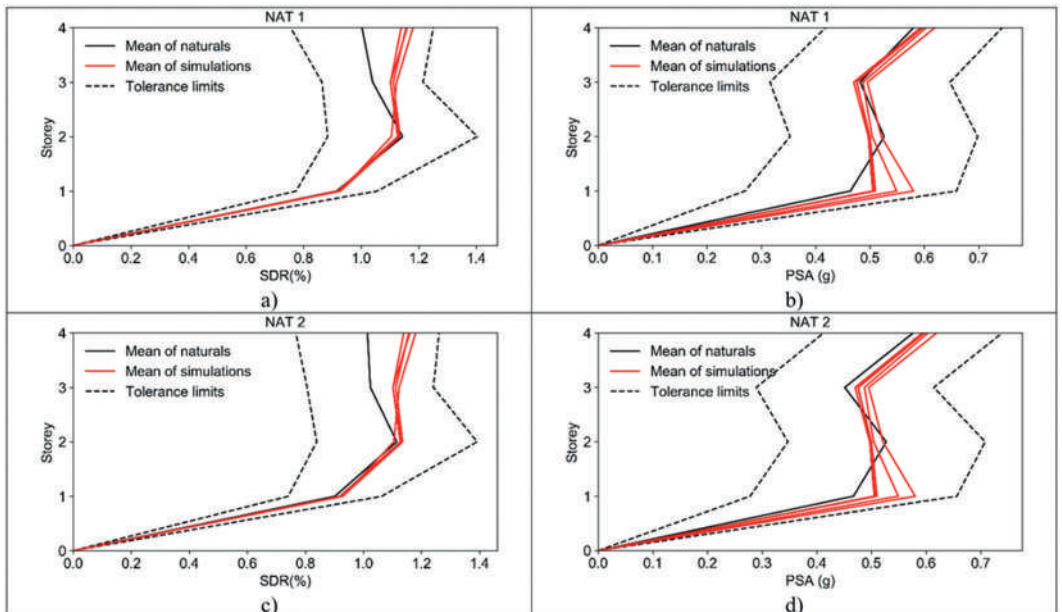 NAT 1
4
3
2
1
0
Storey
Mean of naturals
Mean of simulations
Tolerance limits
0.0 0.2 0.4 0.6 0.8 1.0 1.2 1.4
SDR(%)
a)
NAT 1
4
3
2
1
0
Storey
Mean of naturals
Mean of simulations
Tolerance limits
0.0 0.1 0.2 0.3 0.4 0.5 0.6 0.7
PSA (g)
b)
NAT 2
4
3
2
1
0
Storey
Mean of naturals
Mean of simulations
Tolerance limits
0.0 0.2 0.4 0.6 0.8 1.0 1.2 1.4
SDR(%)
c)
NAT 2
4
3
2
1
0
Storey
Mean of naturals
Mean of simulations
Tolerance limits
0.0 0.1 0.2 0.3 0.4 0.5 0.6 0.7
PSA (g)
d)